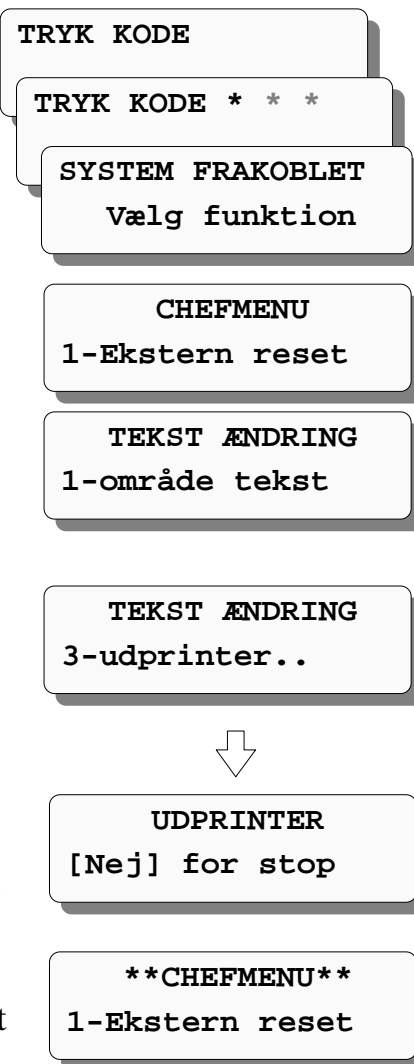 TRYK KODE
TRYK KODE * * *
SYSTEM FRAKOBLET
Vælg funktion
CHEFMENU
1-Ekstern reset
TEKST ÆNDRING
1-område tekst
TEKST ÆNDRING
3-udprinter..
UDPRINTER
[Nej] for stop
**CHEFMENU**
t 1-Ekstern reset